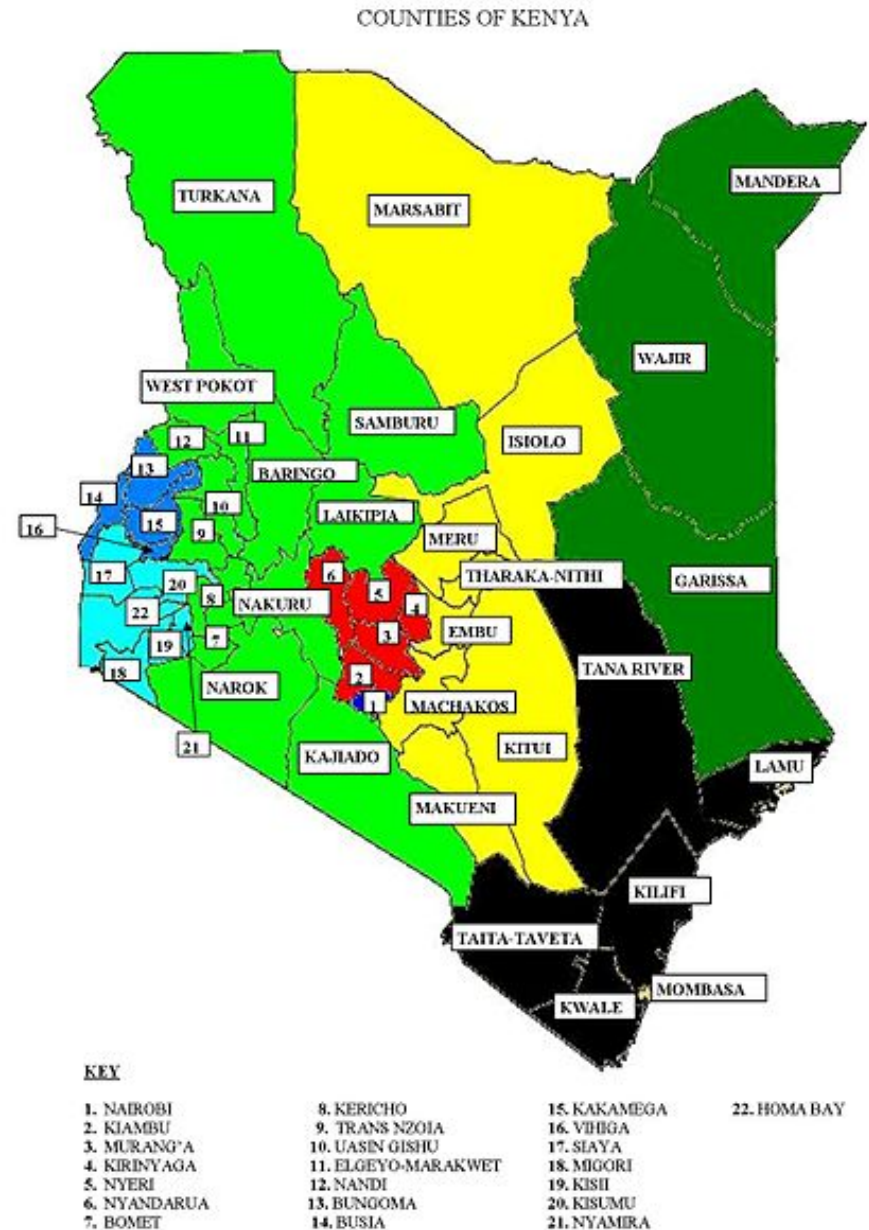 COUNTIES OF KENYA
TURKANA
MARSABIT
MANDERA
WAJIR
WEST POKOT
SAMBURU
12
11
ISIOLO
13
BARINGO
14
10
LAIKIPIA
15
16
9
MERU
6
THARAKA-NITHI
17
20
5
GARISSA
8
NAKURU
4
22
EMBU
3
7
19
TANA RIVER
18
NAROK
2
1
MACHAKOS
21
KAJIADO
KITUI
LAMU
MAKUENI
KILIFI
TAITA-TAVETA
MOMBASA
KWALE
KEY
1. NAIROBI
2. KIAMBU
3. MURANG'A
4. KIRINYAGA
5. NYERI
6. NYANDARUA
7. BOMET
8. KERICHO
9. TRANS NZOIA
10. UASIN GISHU
11. ELGEYO-MARAKWET
12. NANDI
13. BUNGOMA
14. BUSIA
15. KAKAMEGA
16. VIHIGA
17. SIAYA
18. MIGORI
19. KISII
20. KISUMU
21. NYAMIRA
22. HOMA BAY